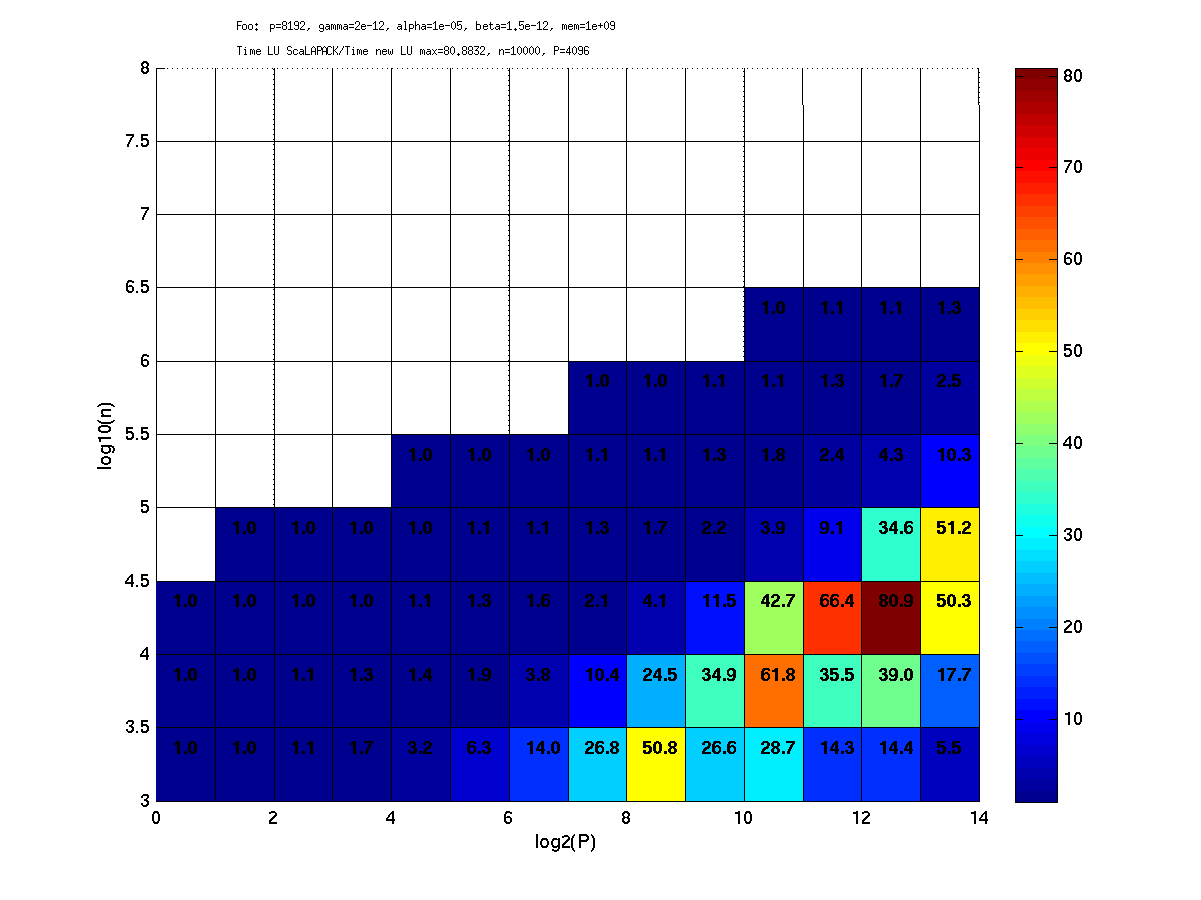 Foo: p=8192, gamma=2e-12, alpha=1e-05, beta=1.5e-12, mem=1e+09
Time LU ScaLAPACK/Time new LU max=80.8832, n=10000, P=4096
8
80
7.5
70
7
60
6.5
1.0 1.1 1.1 1.3
6
50
1.0 1.0 1.1 1.1 1.3 1.7 2.5
log10(n)
5.5
40
1.0 1.0 1.0 1.1 1.1 1.3 1.8 2.4 4.3 10.3
5
30
1.0 1.0 1.0 1.0 1.1 1.1 1.3 1.7 2.2 3.9 9.1 34.6 51.2
4.5
1.0 1.0 1.0 1.0 1.1 1.3 1.6 2.1 4.1 11.5 42.7 66.4 80.9 50.3
20
4
1.0 1.0 1.1 1.3 1.4 1.9 3.8 10.4 24.5 34.9 61.8 35.5 39.0 17.7
10
3.5
1.0 1.0 1.1 1.7 3.2 6.3 14.0 26.8 50.8 26.6 28.7 14.3 14.4 5.5
3
0 2 4 6 8 10 12 14
log2(P)